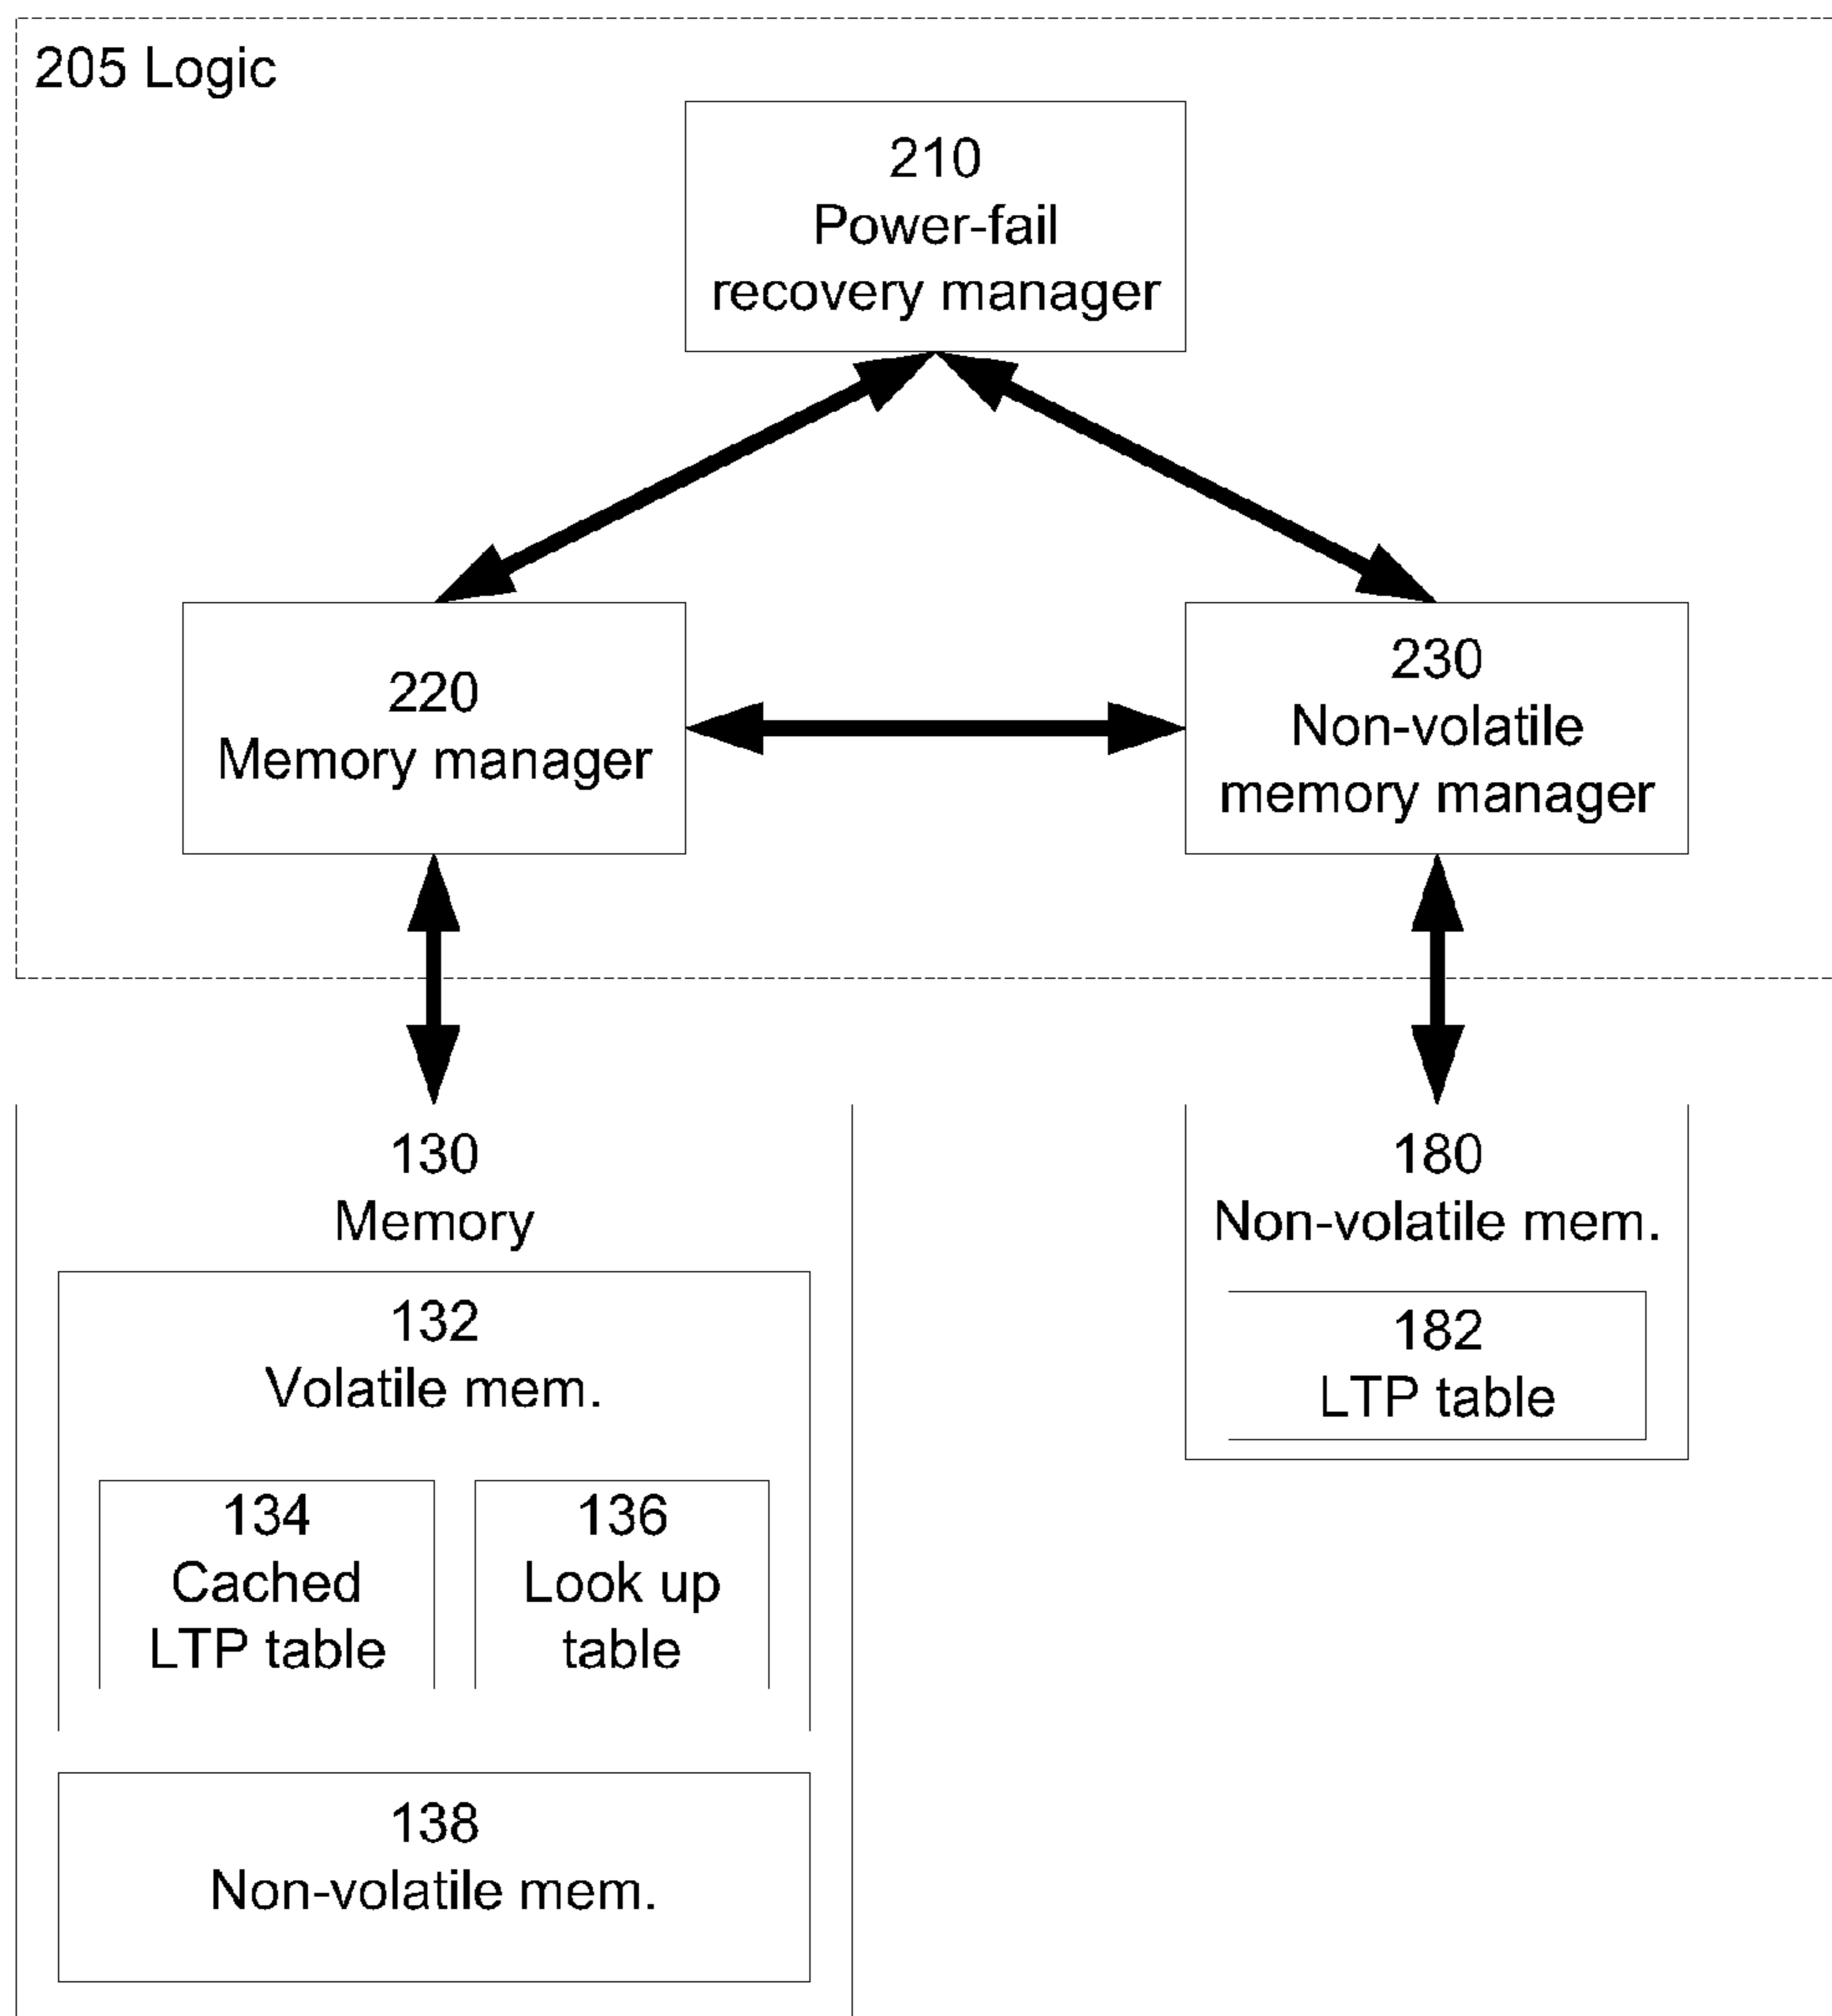 205 Logic
210
Power-fail
recovery manager
220
Memory manager
230
Non-volatile
memory manager
130
Memory
132
Volatile mem.
134
Cached
LTP table
136
Look up
table
138
Non-volatile mem.
180
Non-volatile mem.
182
LTP table